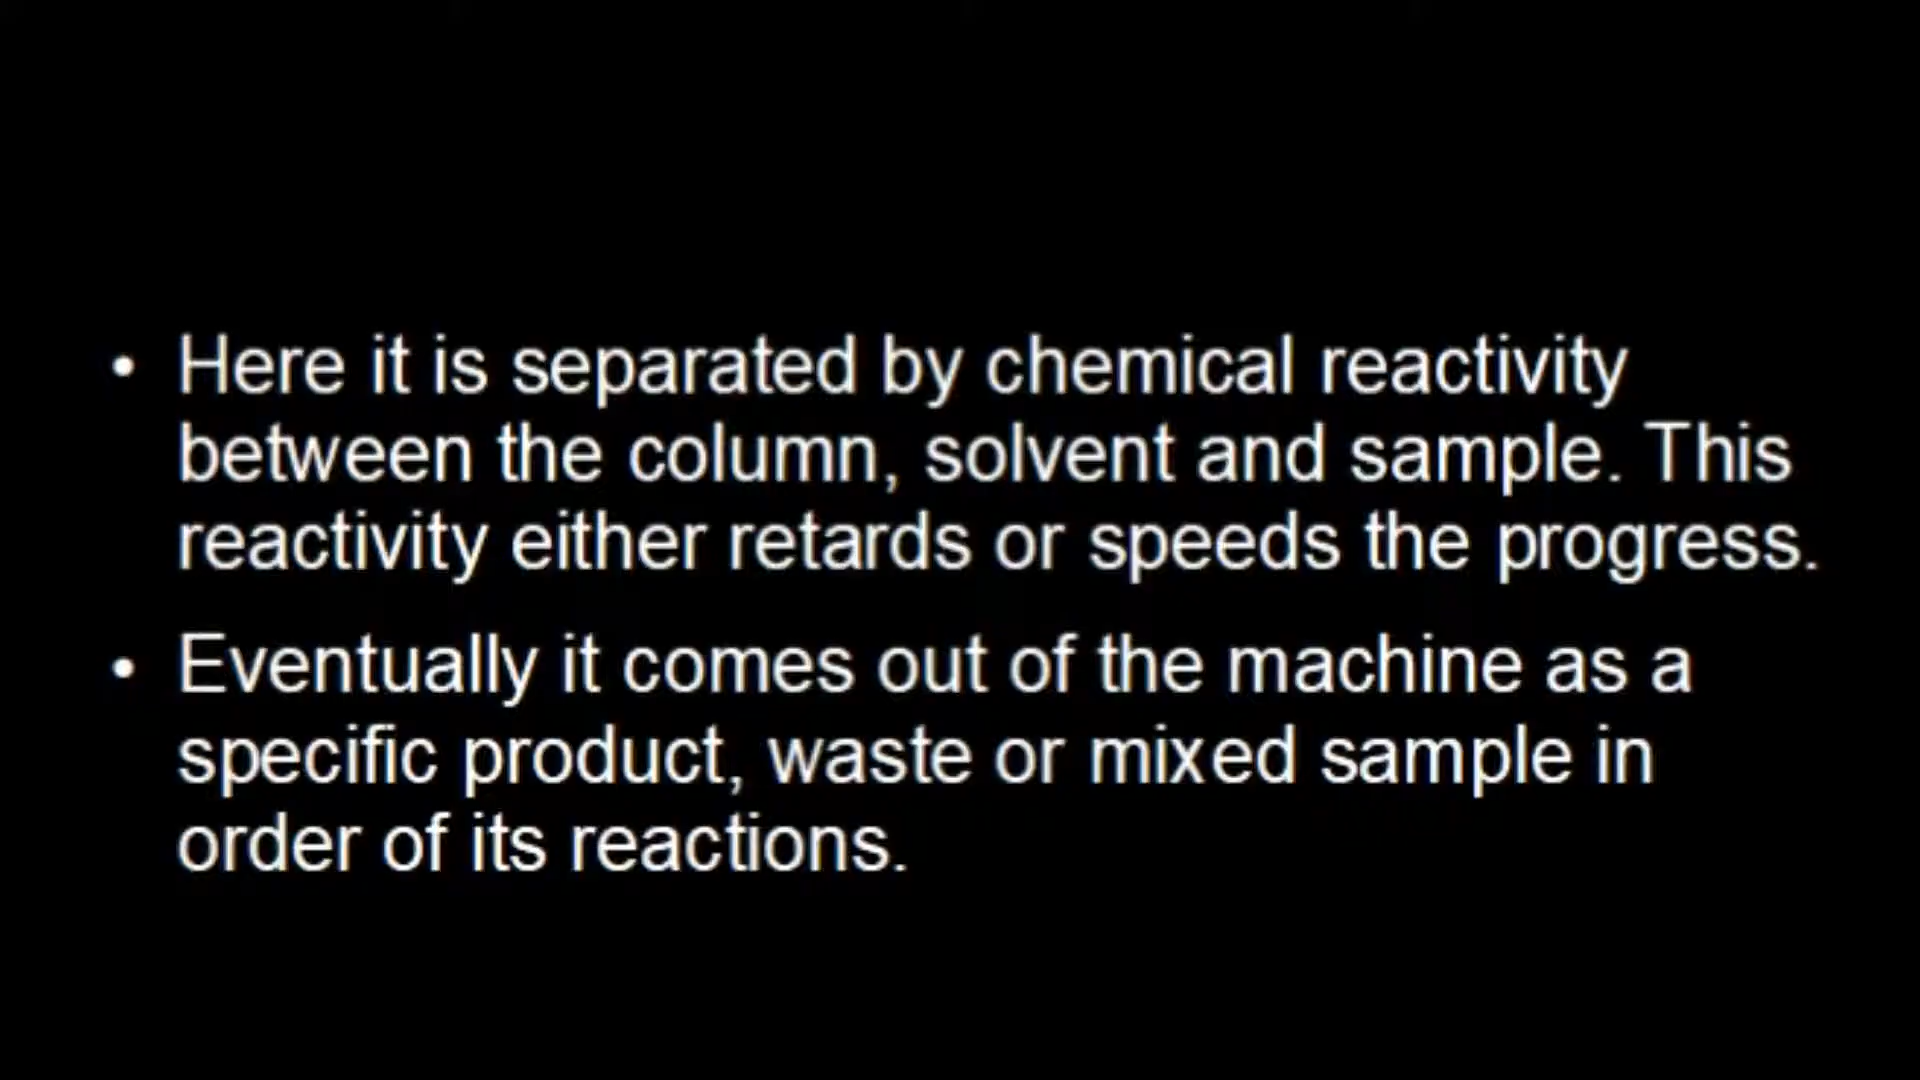 • Here it is separated by chemical reactivity
between the column, solvent and sample. This
reactivity either retards or speeds the progress.
• Eventually it comes out of the machine as a
specific product, waste or mixed sample in
order of its reactions.